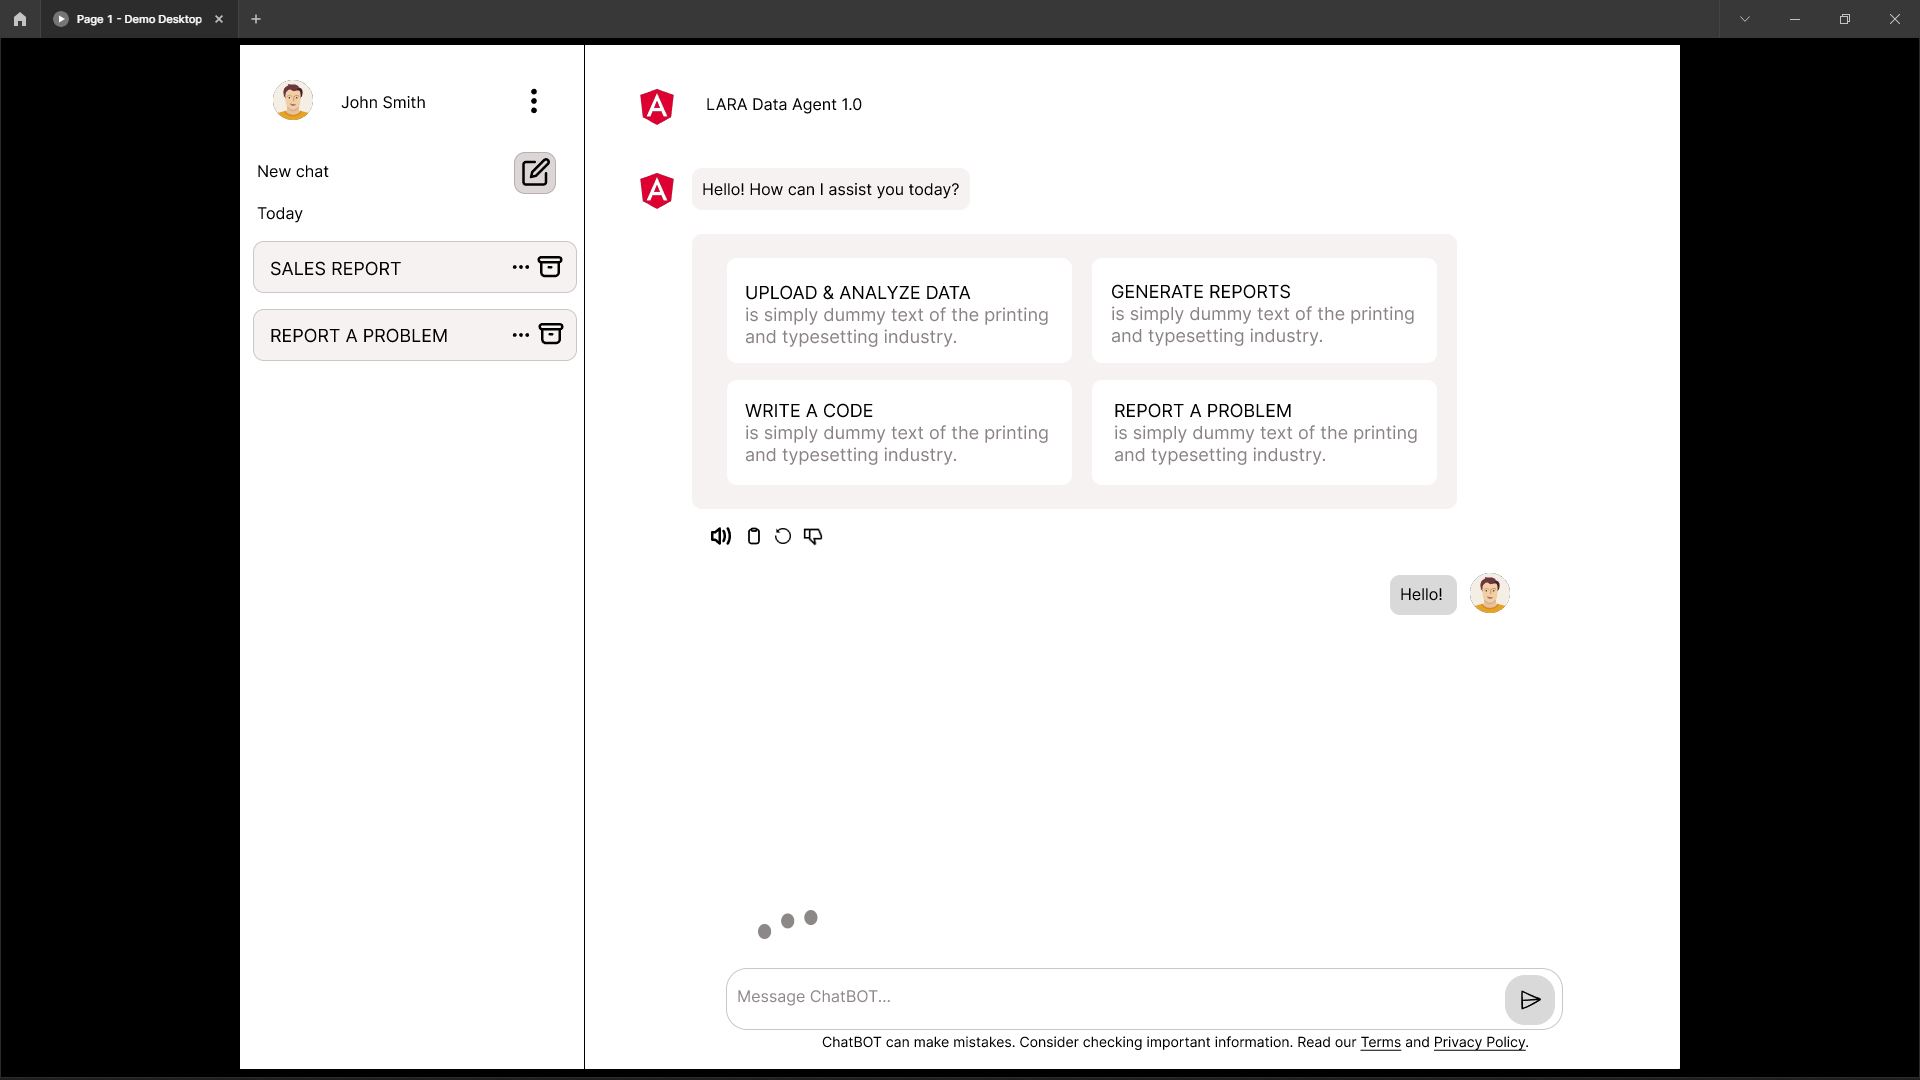 Page 1 - Demo Desktop
John Smith
New chat
Today
SALES REPORT
REPORT A PROBLEM
LARA Data Agent 1.0
Hello! How can I assist you today?
UPLOAD & ANALYZE DATA
is simply dummy text of the printing
and typesetting industry.
GENERATE REPORTS
is simply dummy text of the printing
and typesetting industry.
WRITE A CODE
is simply dummy text of the printing
and typesetting industry.
REPORT A PROBLEM
is simply dummy text of the printing
and typesetting industry.
Hello!
Message ChatBOT...
ChatBOT can make mistakes. Consider checking important information. Read our Terms and Privacy Policy.